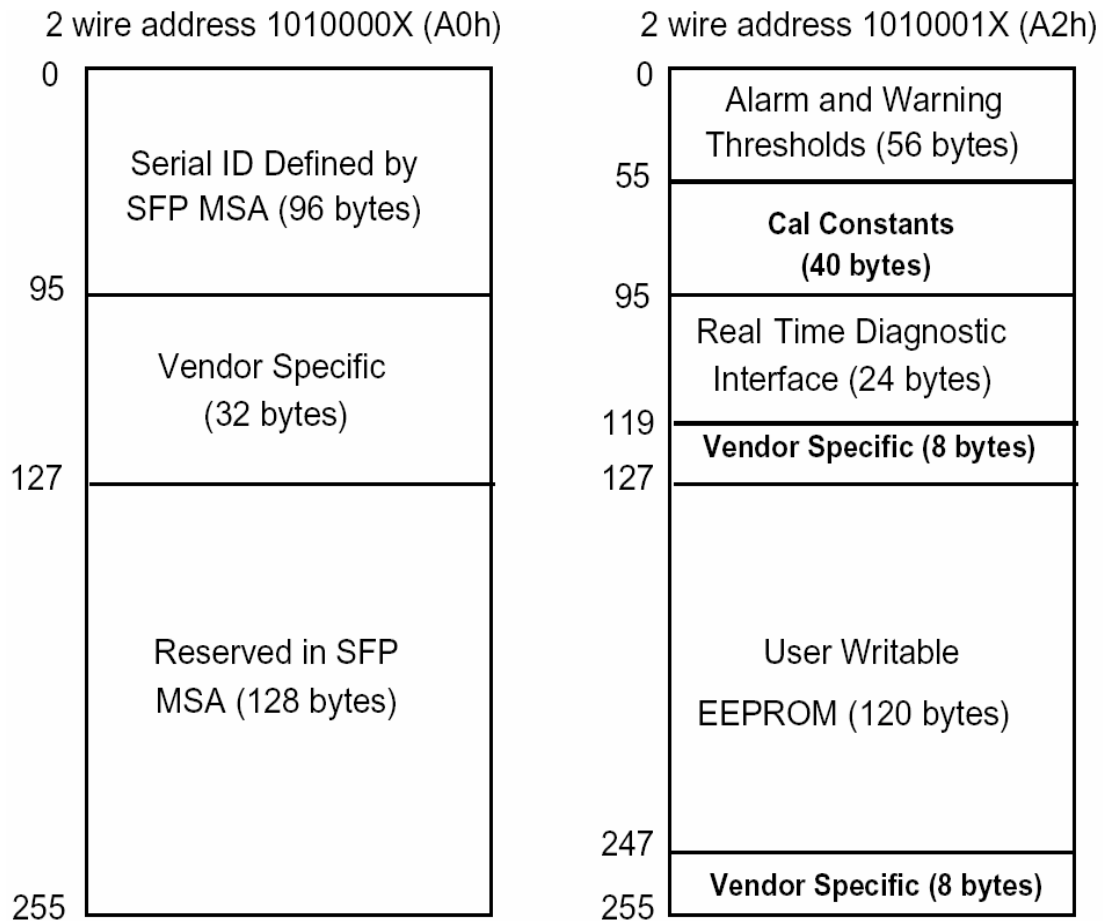 2 wire address 1010000X (A0h)
0
Serial ID Defined by
SFP MSA (96 bytes)
95
Vendor Specific
(32 bytes)
127
Reserved in SFP
MSA (128 bytes)
255
2 wire address 1010001X (A2h)
0
Alarm and Warning
Thresholds (56 bytes)
55
Cal Constants
(40 bytes)
95
Real Time Diagnostic
Interface (24 bytes)
119
Vendor Specific (8 bytes)
127
User Writable
EEPROM (120 bytes)
247
Vendor Specific (8 bytes)
255